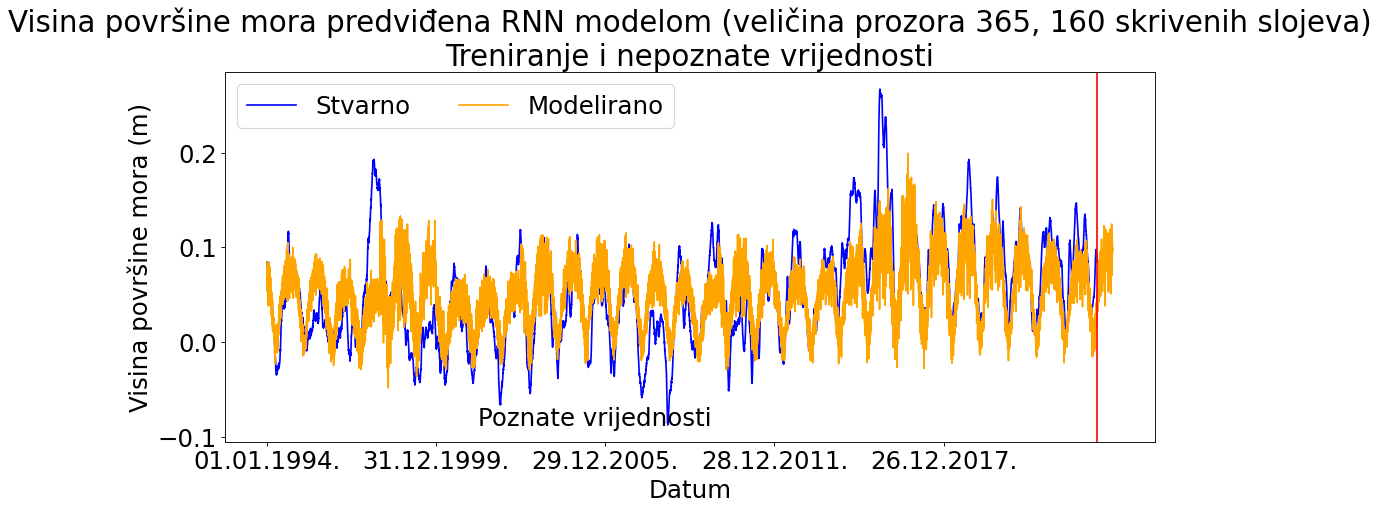 Visina površine mora predviđena RNN modelom (veličina prozora 365, 160 skrivenih slojeva)
Treniranje i nepoznate vrijednosti
Stvarno
Modelirano
Visina površine mora (m)
0.2
0.1
0.0
−0.1
Poznate vrijednosti
01.01.1994.
31.12.1999.
29.12.2005.
28.12.2011.
26.12.2017.
Datum